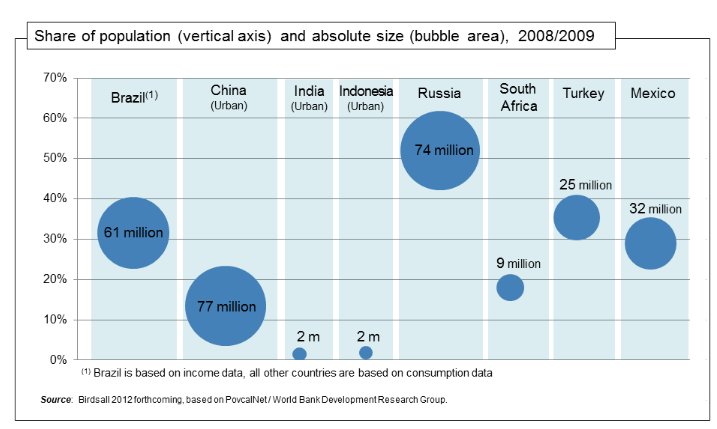 Share of population (vertical axis) and absolute size (bubble area), 2008/2009
70%
60%
50%
40%
30%
20%
10%
0%
Brazil(1)
China
(Urban)
India
(Urban)
Indonesia
(Urban)
Russia
South
Africa
Turkey
Mexico
61 million
77 million
2 m
2 m
74 million
9 million
25 million
32 million
(1) Brazil is based on income data, all other countries are based on consumption data
Source: Birdsall 2012 forthcoming, based on PovcalNet / World Bank Development Research Group.